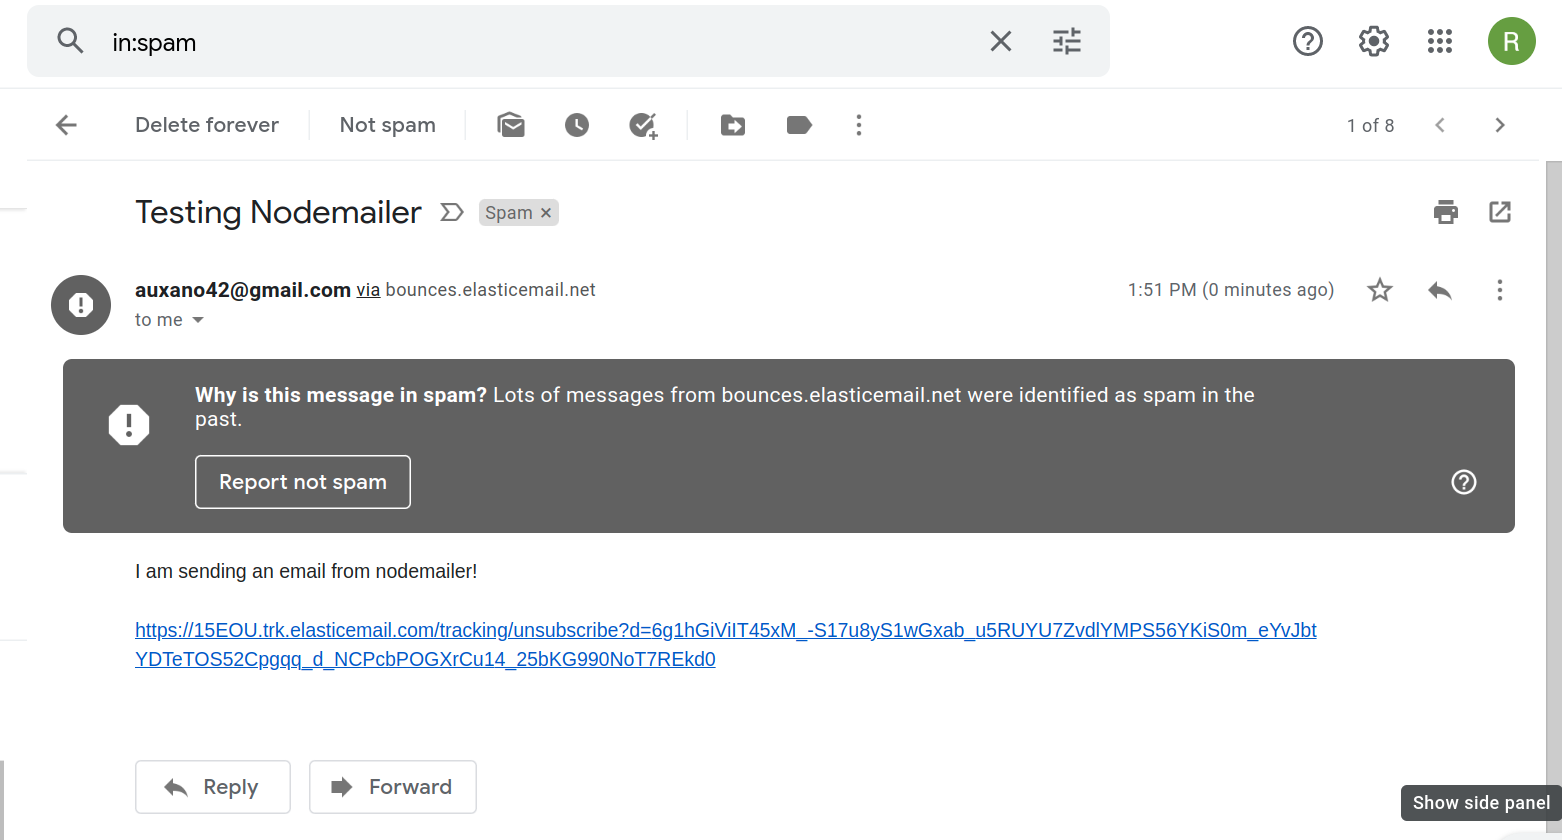 in:spam
R
Delete forever
Not spam
1 of 8
Testing Nodemailer
Spam ×
auxano42@gmail.com via bounces.elasticemail.net
1:51 PM (0 minutes ago)
to me
Why is this message in spam? Lots of messages from bounces.elasticemail.net were identified as spam in the
past.
Report not spam
I am sending an email from nodemailer!
https://15EOU.trk.elasticemail.com/tracking/unsubscribe?d=6g1hGiViIT45xM_-S17u8yS1wGxab_u5RUYU7ZvdlYMPS56YKiS0m_eYvJbt
YDTeTOS52Cpgqq_d_NCPcbPOGXrCu14_25bKG990NoT7REkd0
Reply
Forward
Show side panel